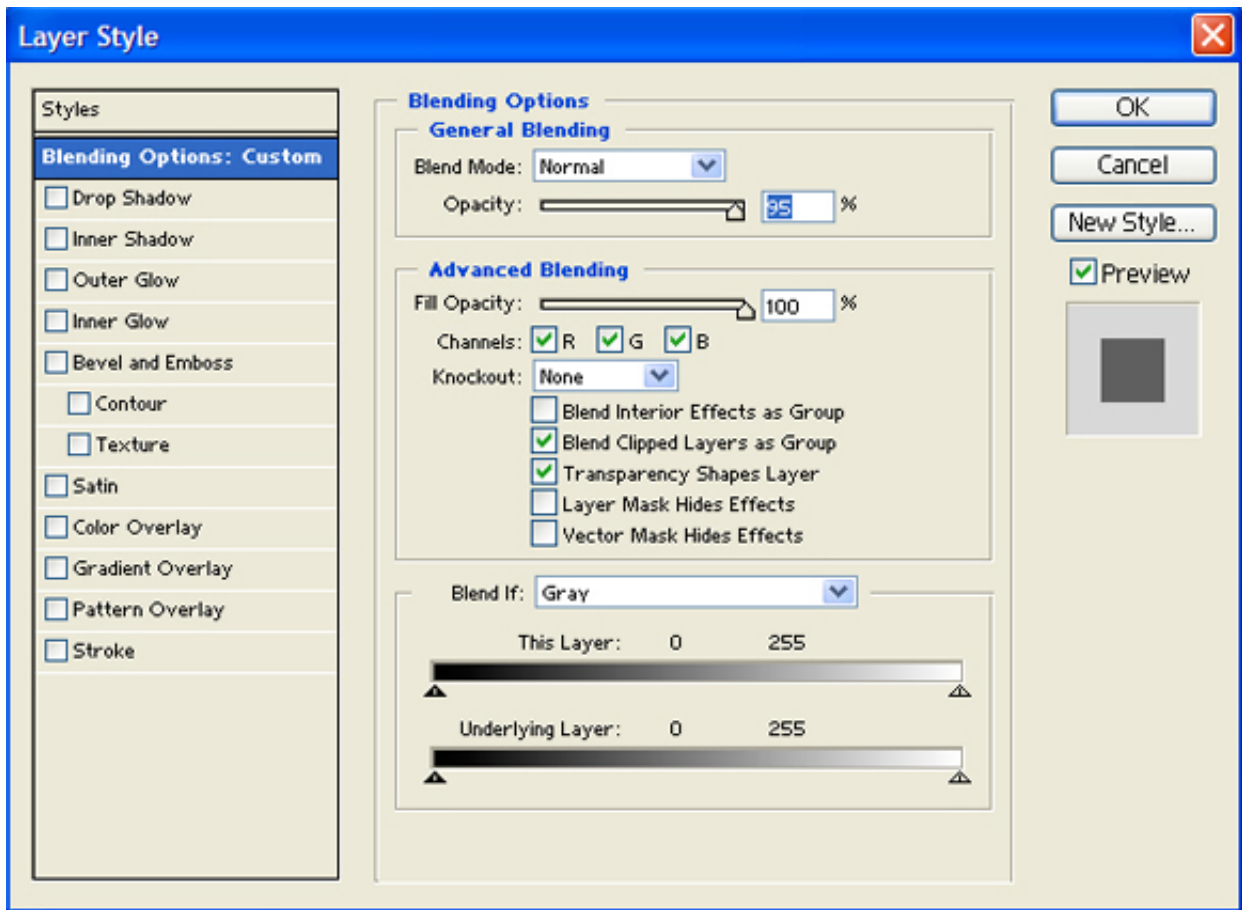 Layer Style
Styles
Blending Options: Custom
Drop Shadow
Inner Shadow
Outer Glow
Inner Glow
Bevel and Emboss
Contour
Texture
Satin
Color Overlay
Gradient Overlay
Pattern Overlay
Stroke
Blending Options
General Blending
Blend Mode: Normal
Opacity: 95 %
Advanced Blending
Fill Opacity: 100 %
Channels: R G B
Knockout: None
Blend Interior Effects as Group
Blend Clipped Layers as Group
Transparency Shapes Layer
Layer Mask Hides Effects
Vector Mask Hides Effects
Blend If: Gray
This Layer: 0 255
Underlying Layer: 0 255
OK
Cancel
New Style...
Preview